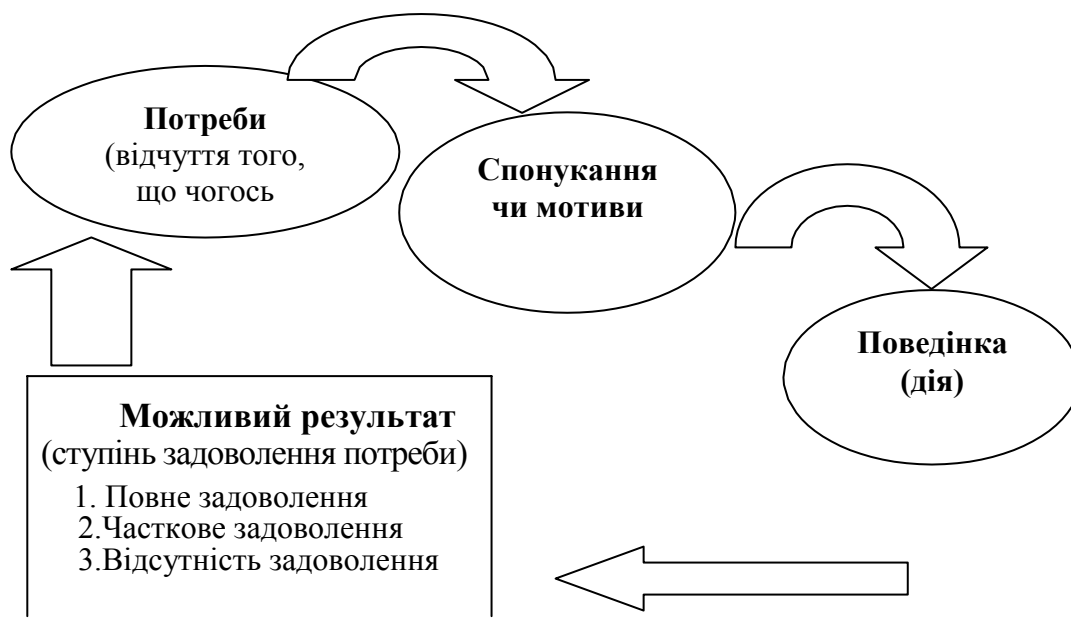 Потреби
(відчуття того,
що чогось
Спонукання
чи мотиви
Поведінка
(дія)
Можливий результат
(ступінь задоволення потреби)
1. Повне задоволення
2.Часткове задоволення
3.Відсутність задоволення